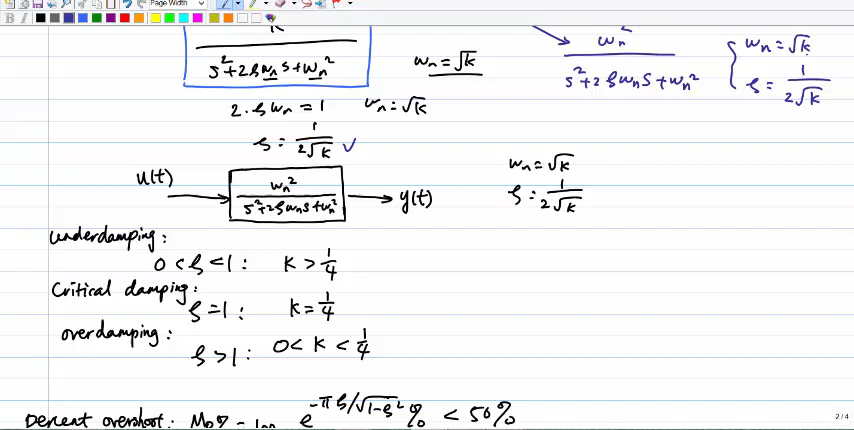 Page Width
ωn²
s²+2ζωns+ωn²
ωn=√k
ζ = 1/(2√k)
s²+2ζωns+ωn²
ωn=√k
2·ζωn = 1 ωn=√k
ζ = 1/(2√k) ✓
u(t) ωn²/(s²+2ζωns+ωn²) y(t)
ωn=√k
ζ = 1/(2√k)
underdamping:
0<ζ<1: k>1/4
Critical damping:
ζ=1: k=1/4
overdamping:
ζ>1: 0<k<1/4
Percent overshoot: e^(-πζ/√(1-ζ²)) % < 50%
2 / 4